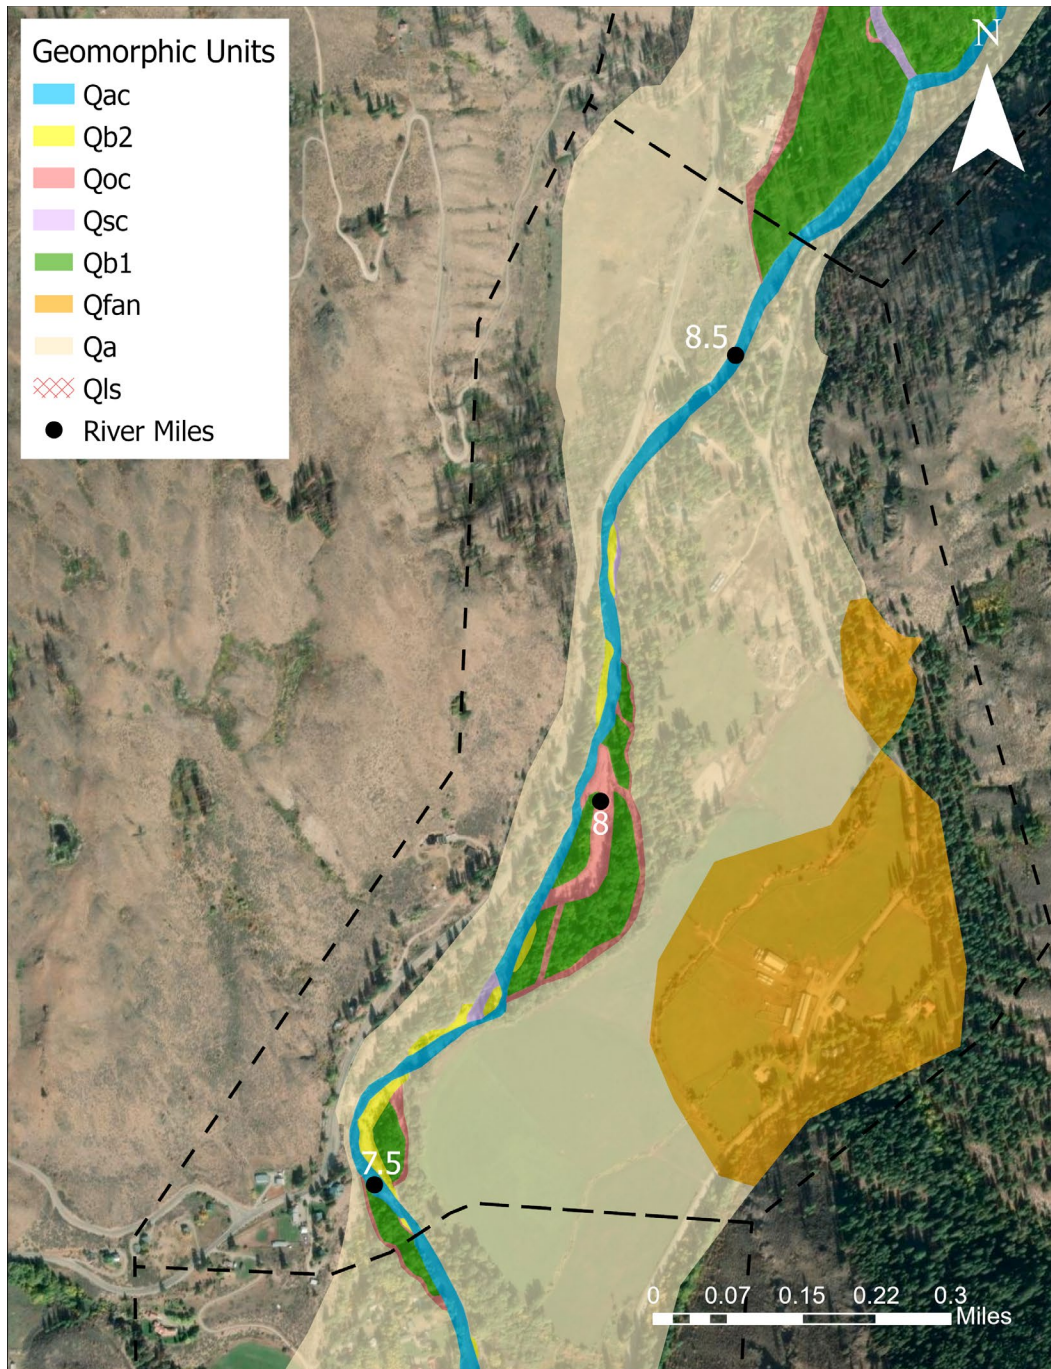 Geomorphic Units
Qac
Qb2
Qoc
Qsc
Qb1
Qfan
Qa
Qls
River Miles
N
8.5
8
7.5
0 0.07 0.15 0.22 0.3
Miles